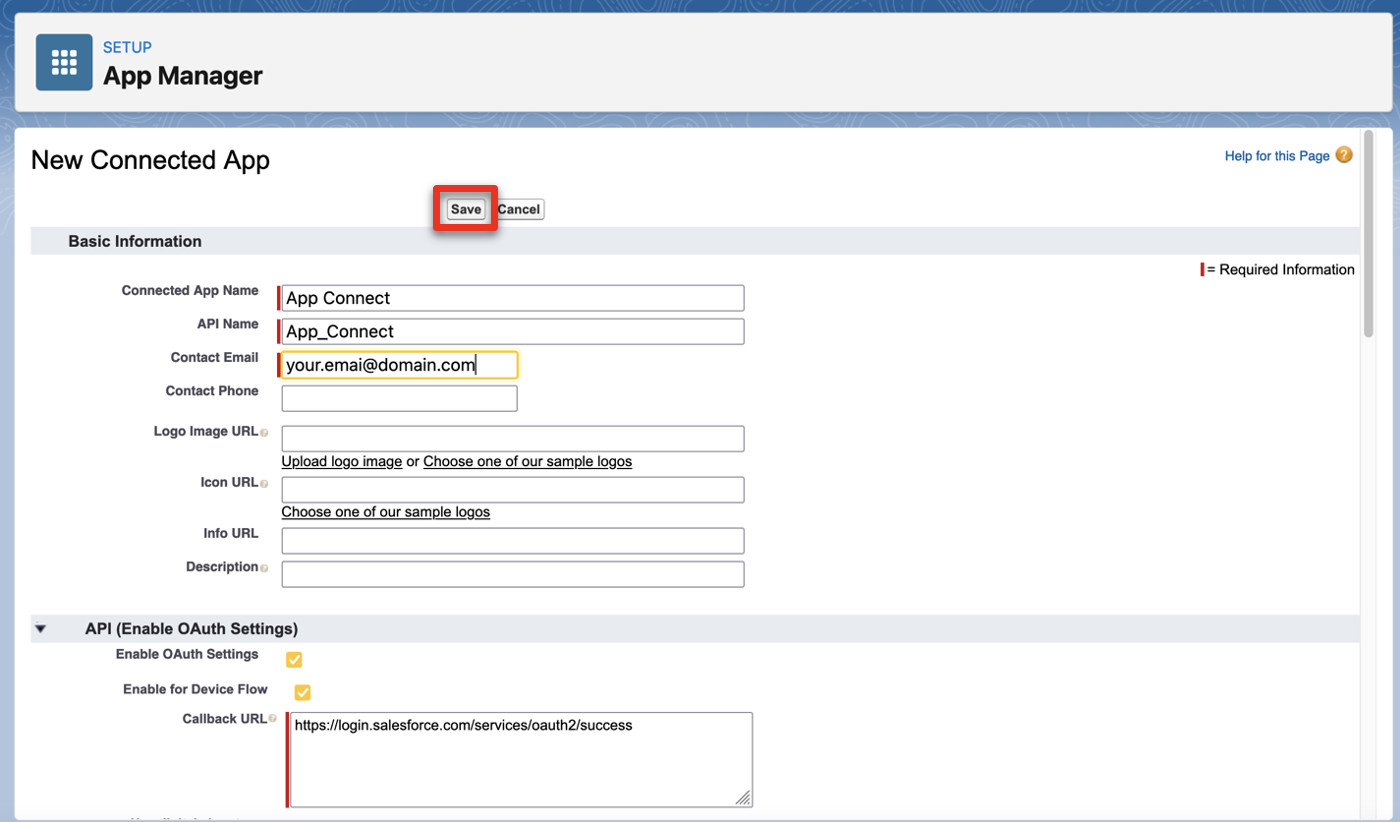 SETUP
App Manager
New Connected App
Help for this Page ?
Save Cancel
Basic Information
= Required Information
Connected App Name App Connect
API Name App_Connect
Contact Email your.emai@domain.com
Contact Phone
Logo Image URL
Upload logo image or Choose one of our sample logos
Icon URL
Choose one of our sample logos
Info URL
Description
API (Enable OAuth Settings)
Enable OAuth Settings
Enable for Device Flow
Callback URL https://login.salesforce.com/services/oauth2/success